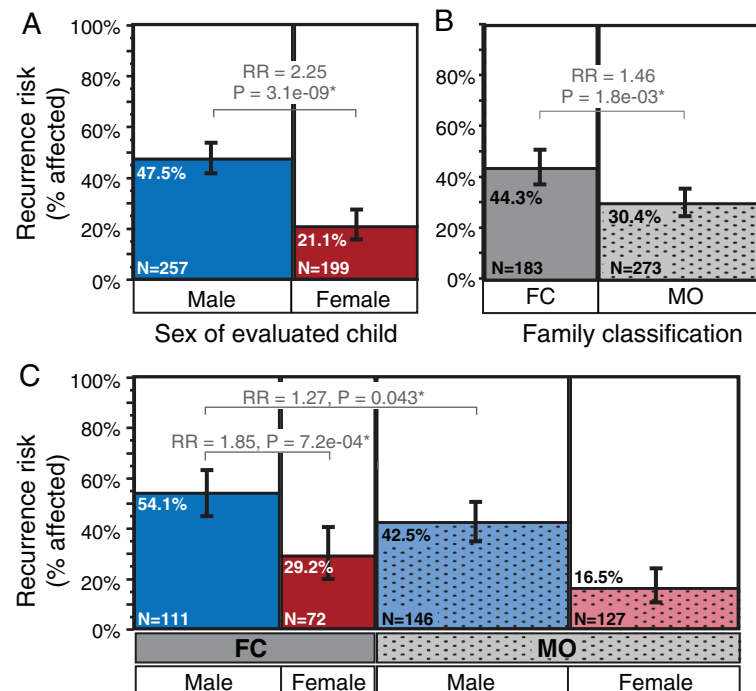 A
Recurrence risk
(% affected)
100%
80%
60%
40%
20%
0%
RR = 2.25
P = 3.1e-09*
47.5%
21.1%
N=257
N=199
Male
Female
Sex of evaluated child
B
80%
60%
40%
20%
0%
RR = 1.46
P = 1.8e-03*
44.3%
30.4%
N=183
N=273
FC
MO
Family classification
C
Recurrence risk
(% affected)
100%
80%
60%
40%
20%
0%
RR = 1.27, P = 0.043*
RR = 1.85, P = 7.2e-04*
54.1%
29.2%
42.5%
16.5%
N=111
N=72
N=146
N=127
FC
MO
Male
Female
Male
Female